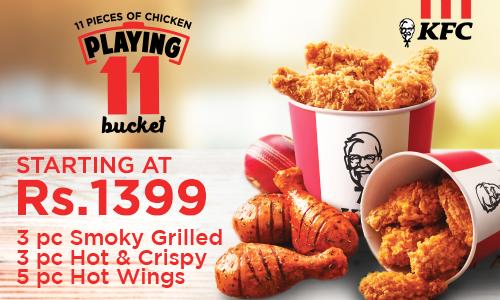 11 PIECES OF CHICKEN
PLAYING
11
bucket
KFC
STARTING AT
Rs.1399
3 pc Smoky Grilled
3 pc Hot & Crispy
5 pc Hot Wings